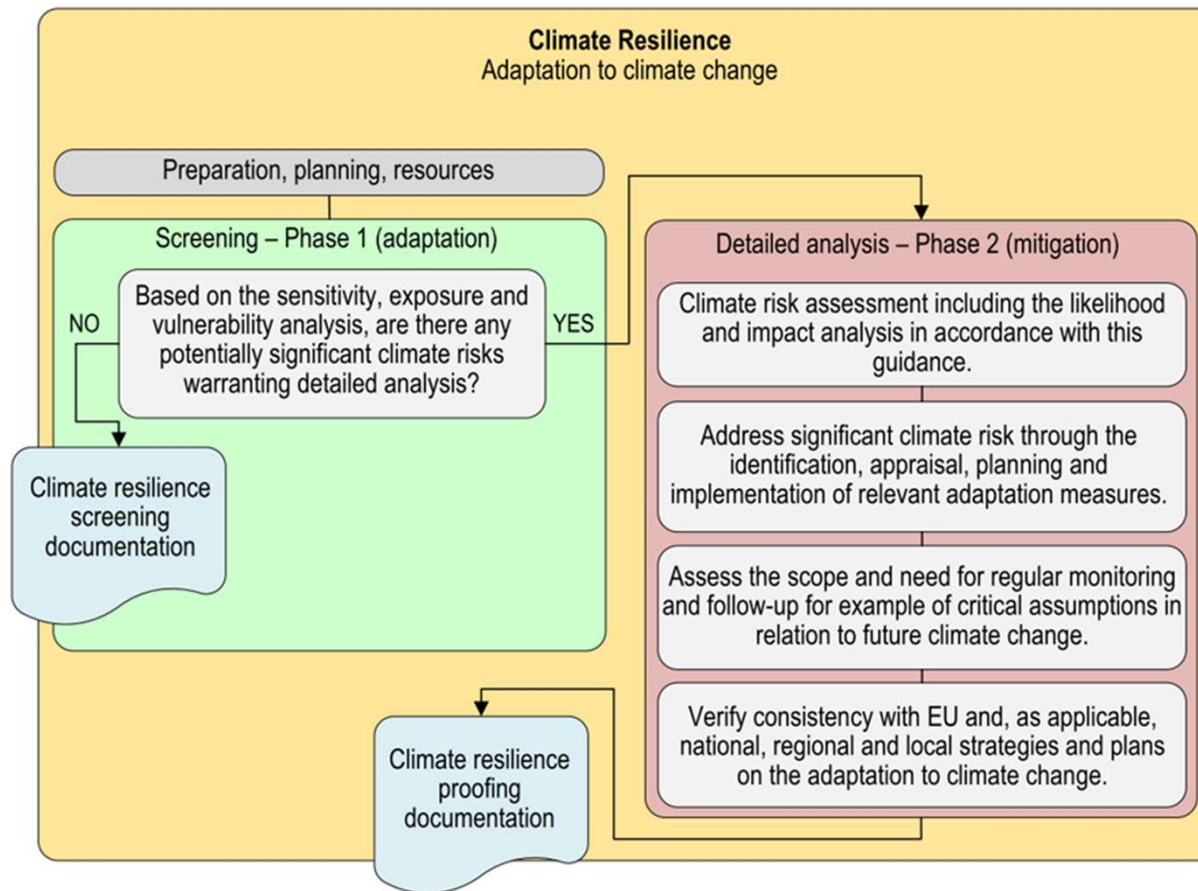 Climate Resilience
Adaptation to climate change
Preparation, planning, resources
Screening – Phase 1 (adaptation)
Based on the sensitivity, exposure and
vulnerability analysis, are there any
potentially significant climate risks
warranting detailed analysis?
NO
YES
Climate resilience
screening
documentation
Detailed analysis – Phase 2 (mitigation)
Climate risk assessment including the likelihood
and impact analysis in accordance with this
guidance.
Address significant climate risk through the
identification, appraisal, planning and
implementation of relevant adaptation measures.
Assess the scope and need for regular monitoring
and follow-up for example of critical assumptions in
relation to future climate change.
Verify consistency with EU and, as applicable,
national, regional and local strategies and plans
on the adaptation to climate change.
Climate resilience
proofing
documentation